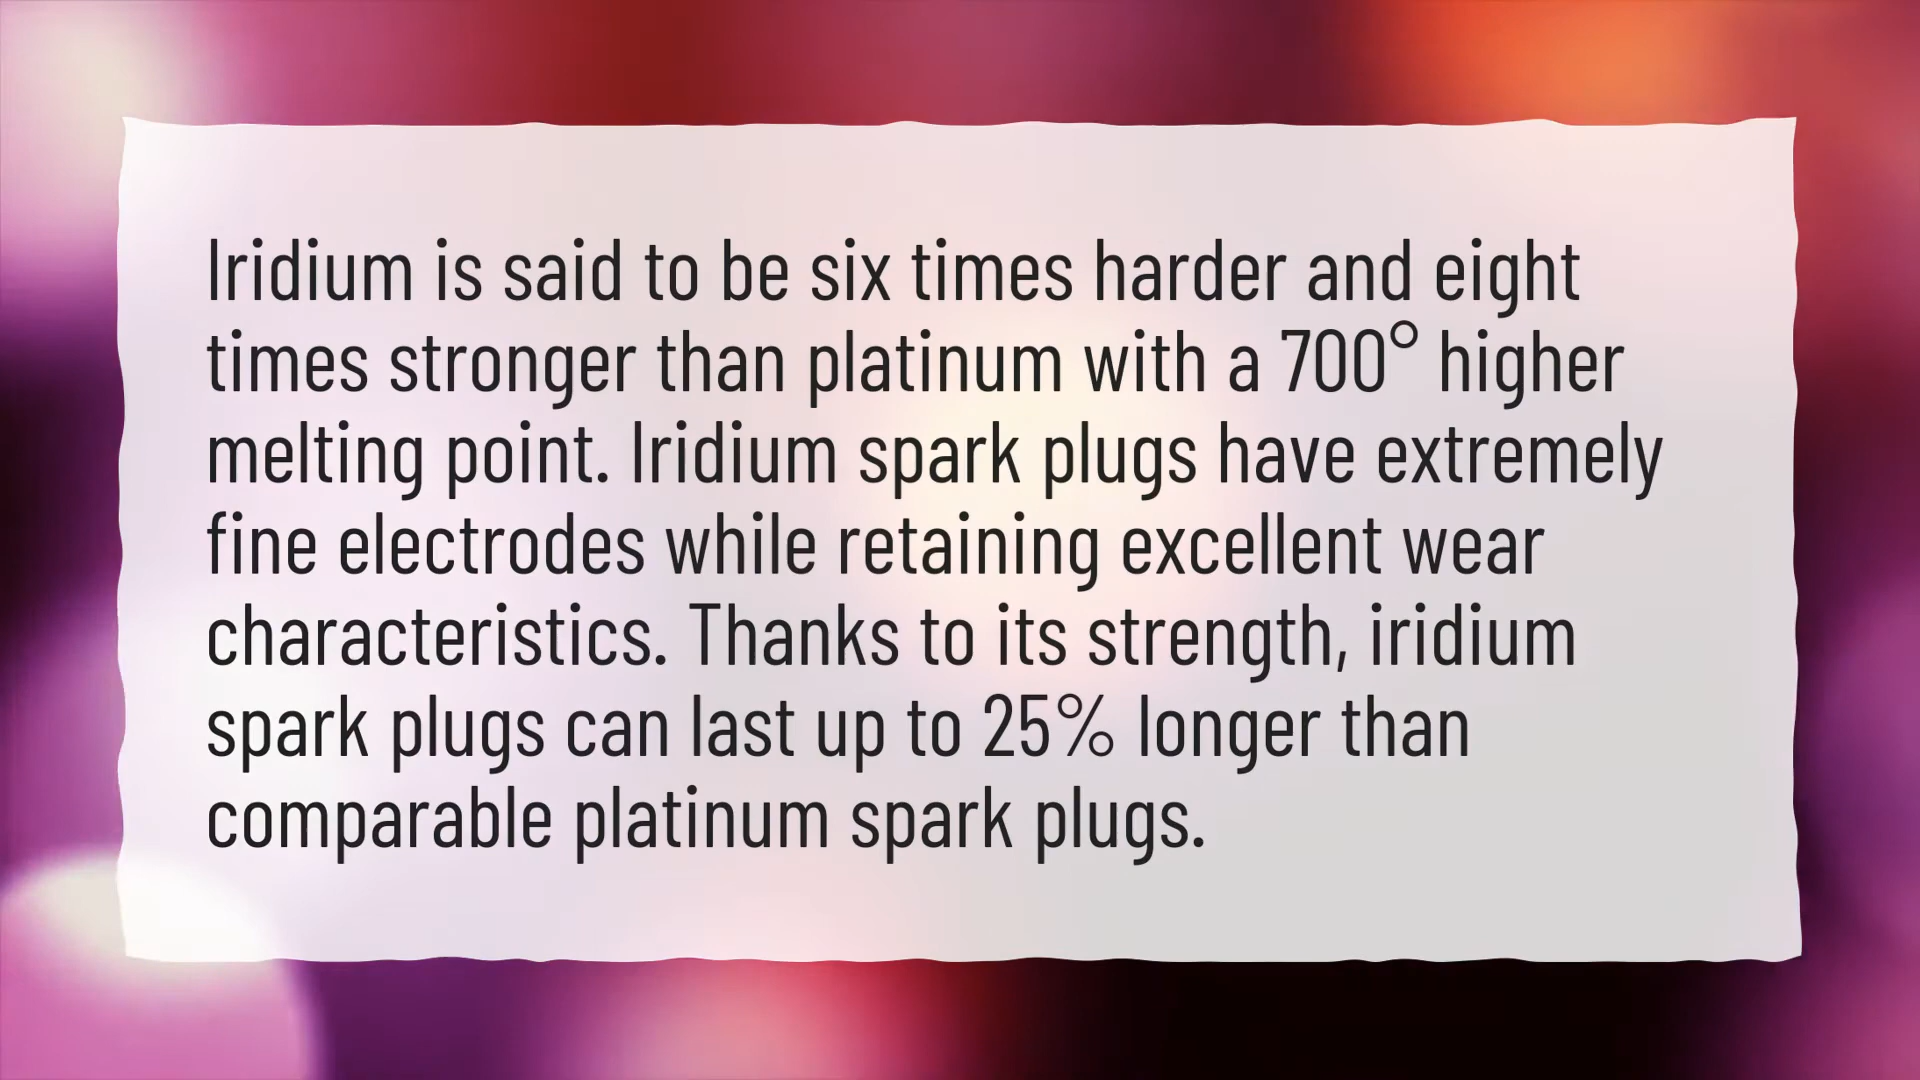 Iridium is said to be six times harder and eight
times stronger than platinum with a 700° higher
melting point. Iridium spark plugs have extremely
fine electrodes while retaining excellent wear
characteristics. Thanks to its strength, iridium
spark plugs can last up to 25% longer than
comparable platinum spark plugs.